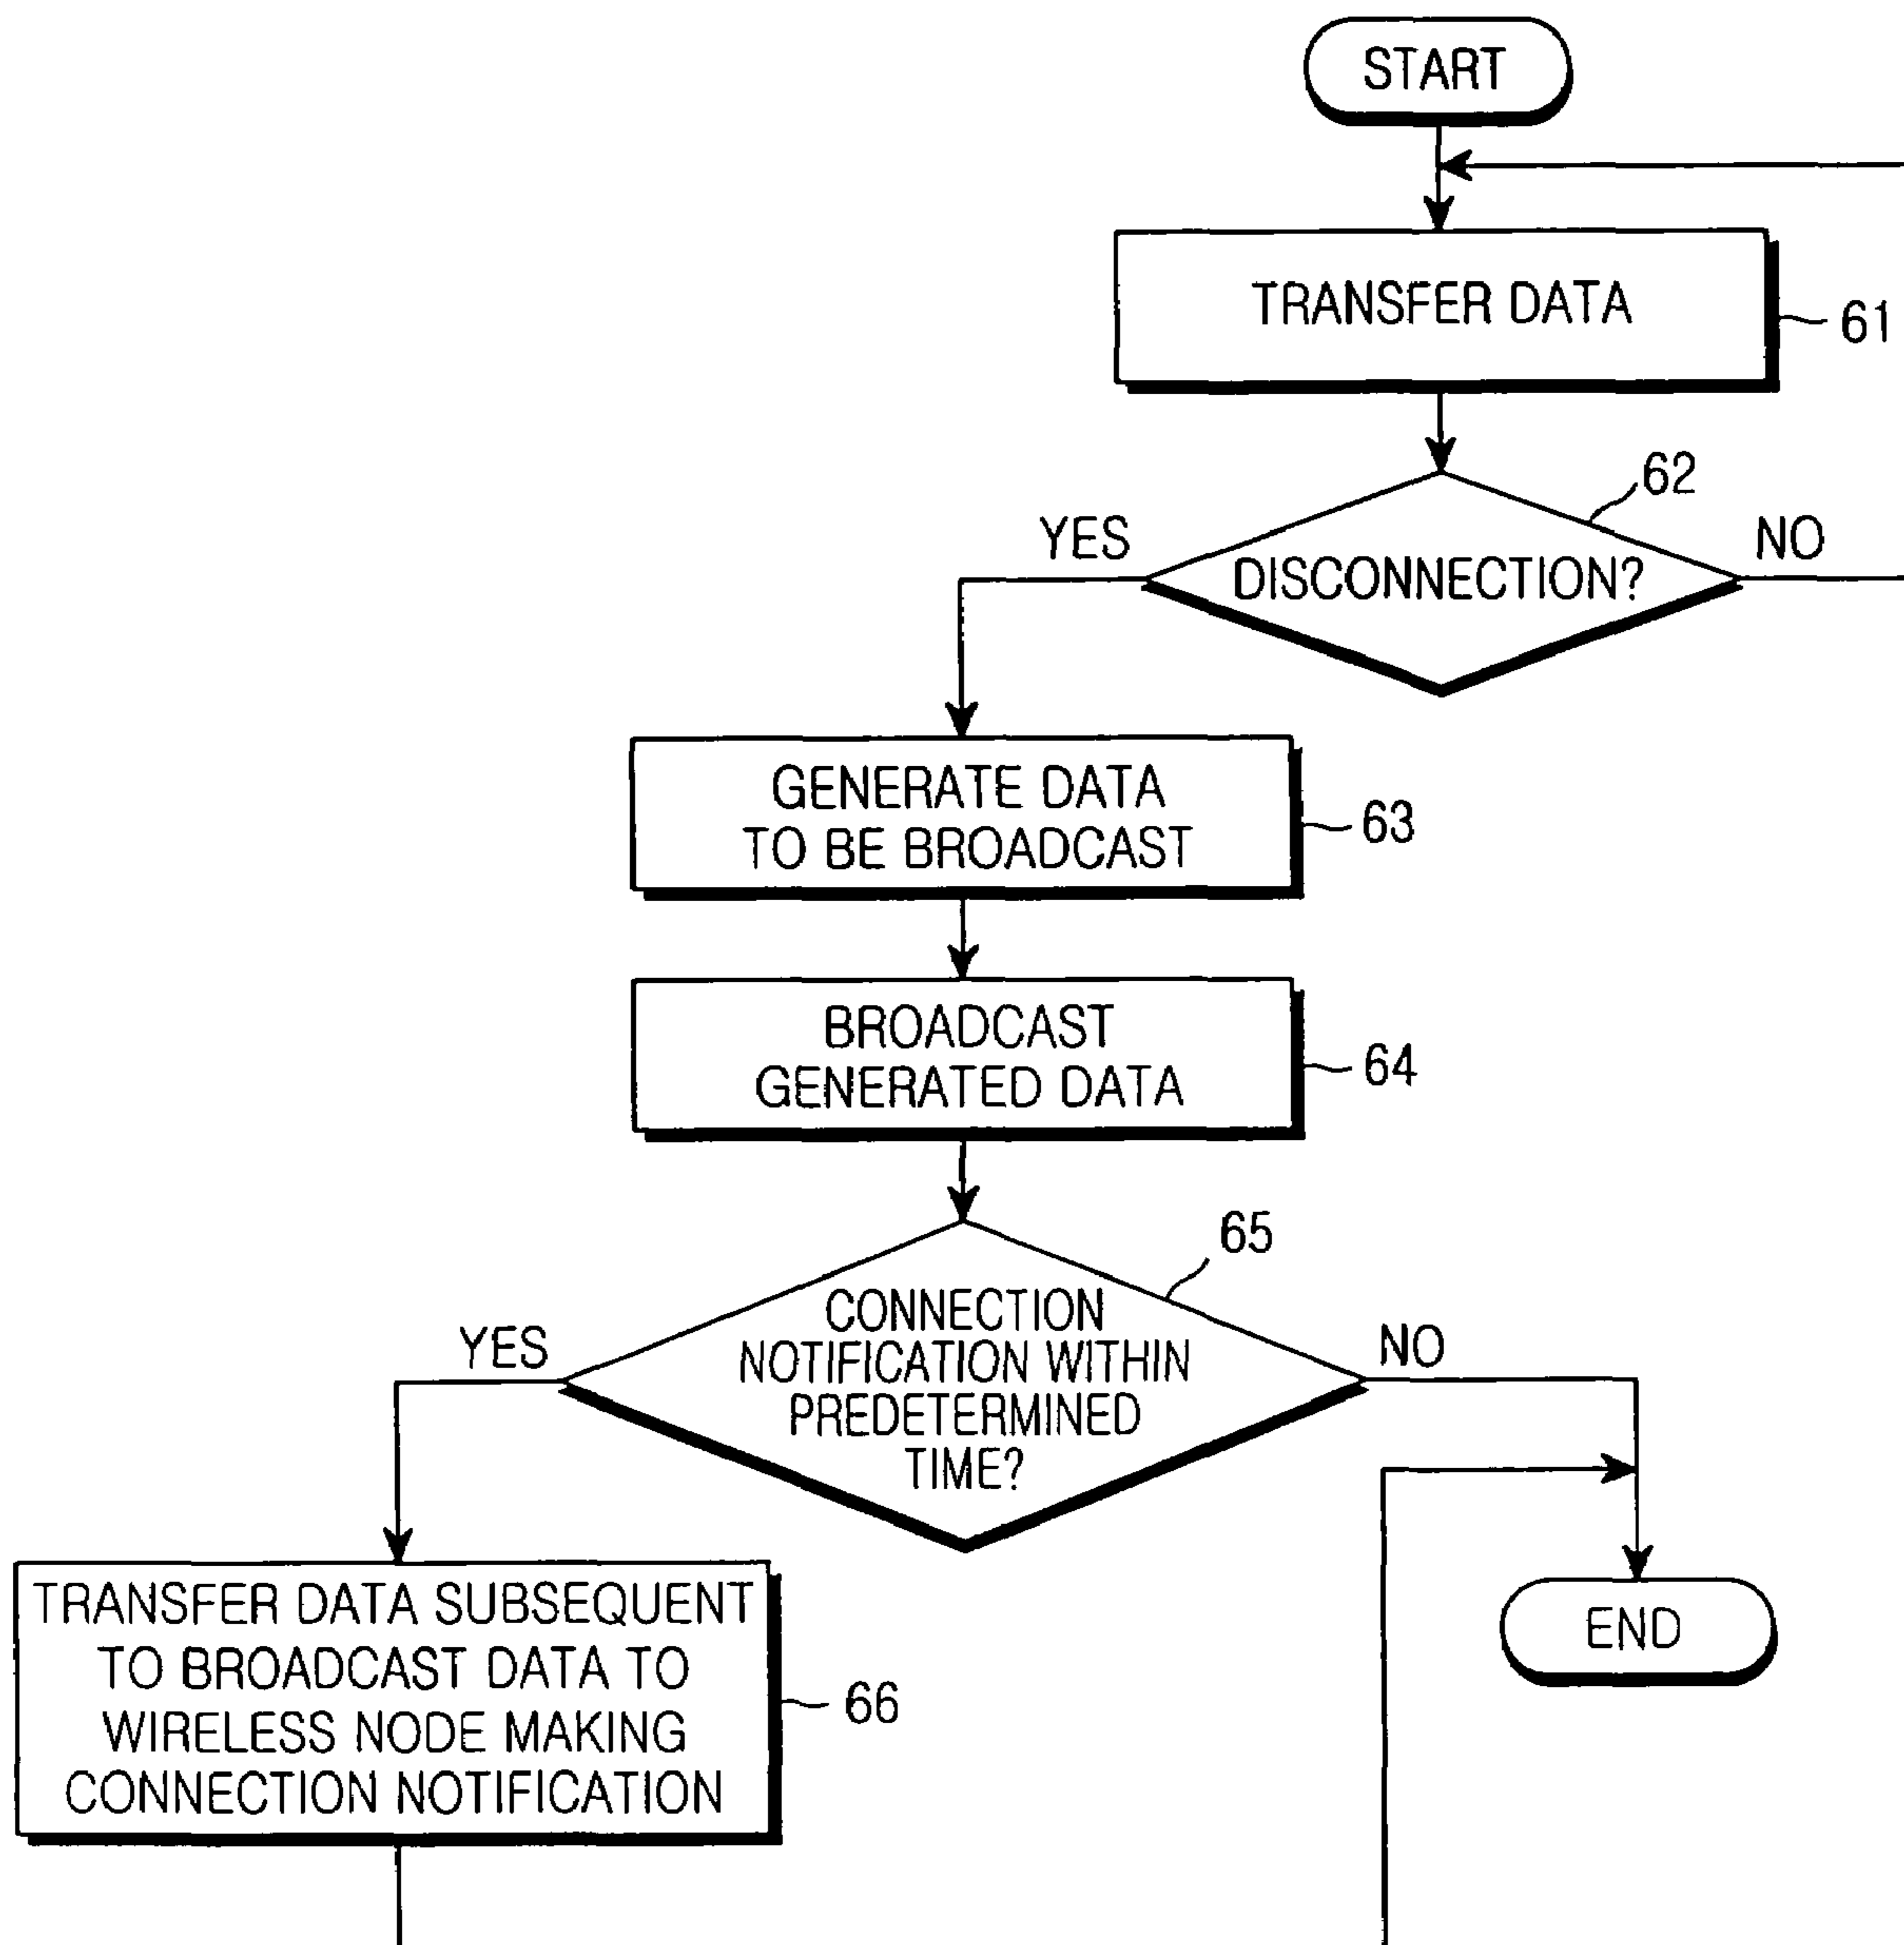 START
TRANSFER DATA
61
62
YES
NO
DISCONNECTION?
GENERATE DATA
TO BE BROADCAST
63
BROADCAST
GENERATED DATA
64
65
YES
NO
CONNECTION
NOTIFICATION WITHIN
PREDETERMINED
TIME?
TRANSFER DATA SUBSEQUENT
TO BROADCAST DATA TO
WIRELESS NODE MAKING
CONNECTION NOTIFICATION
66
END